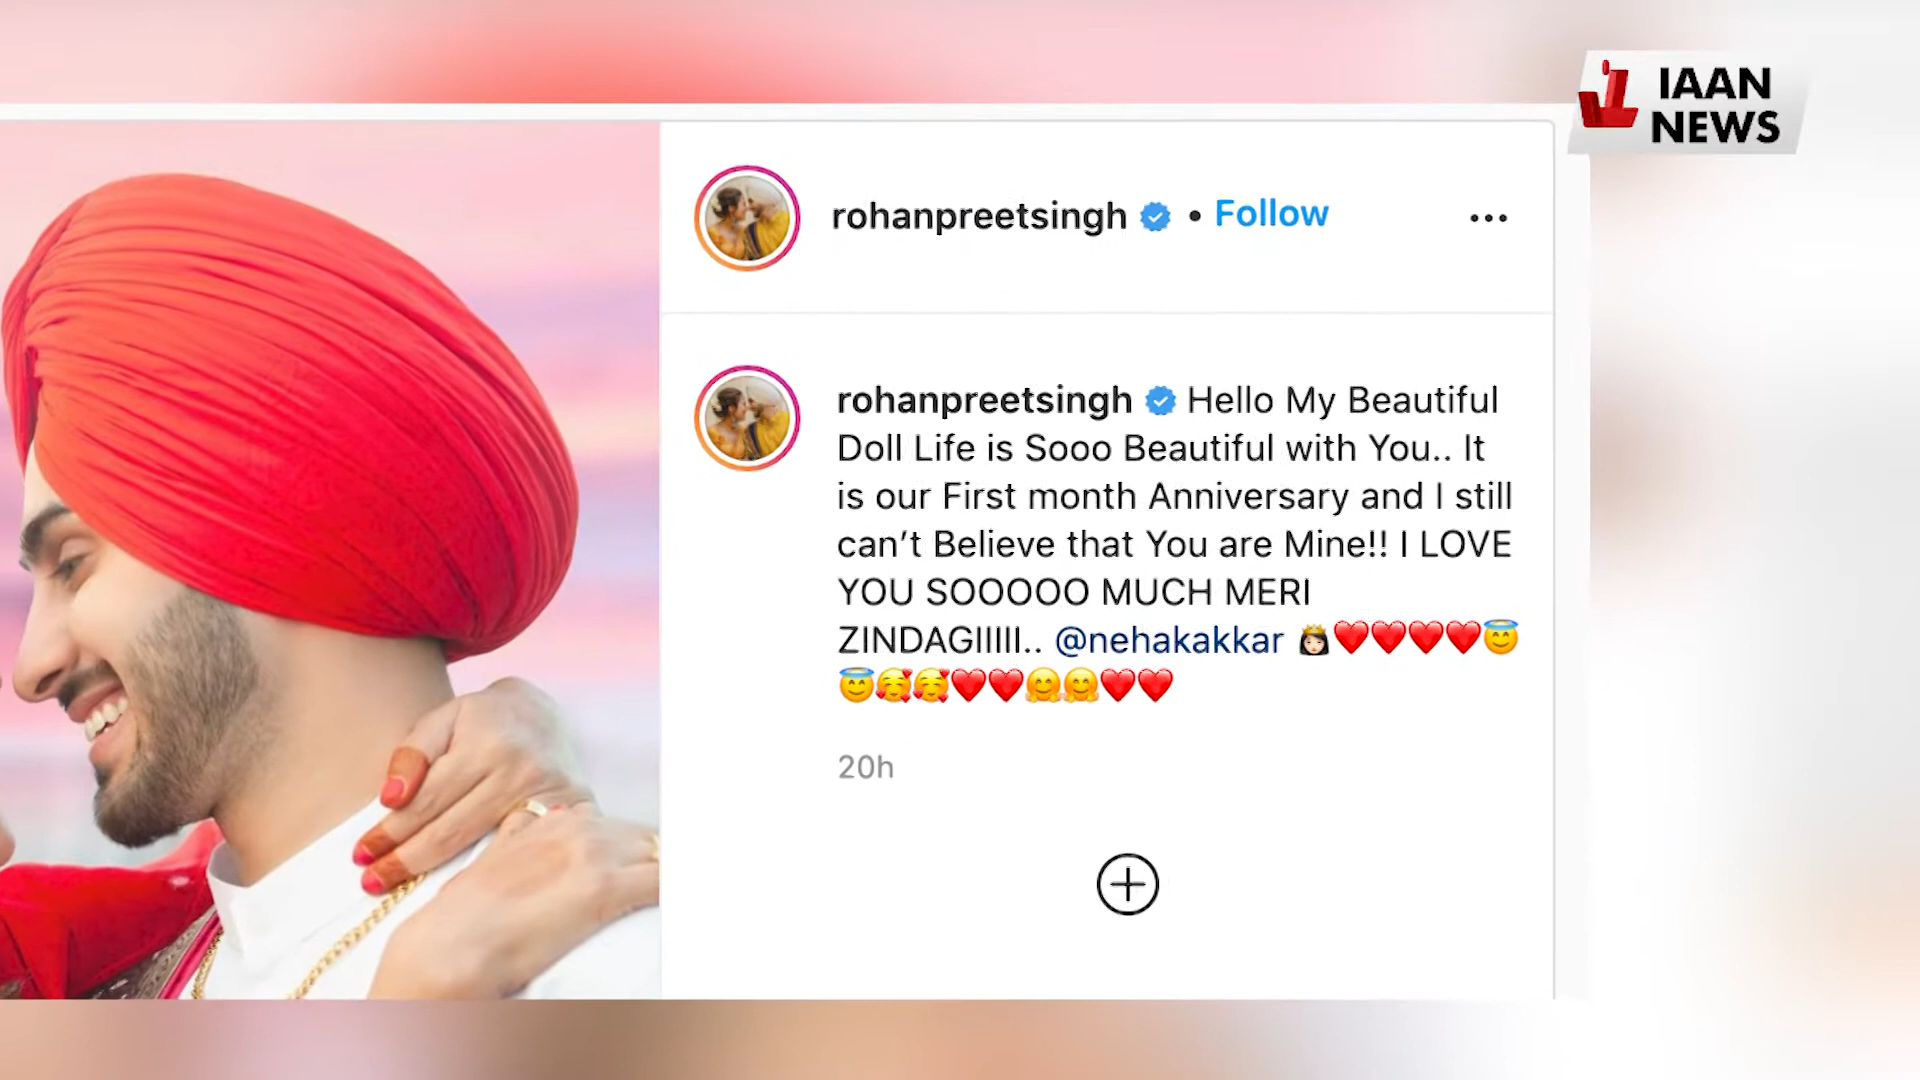 IAAN
NEWS
rohanpreetsingh • Follow
rohanpreetsingh Hello My Beautiful
Doll Life is Sooo Beautiful with You.. It
is our First month Anniversary and I still
can’t Believe that You are Mine!! I LOVE
YOU SOOOOO MUCH MERI
ZINDAGIIIII.. @nehakakkar 👸🏻❤️❤️❤️❤️😇
😇🥰🥰❤️❤️🤗🤗❤️❤️
20h